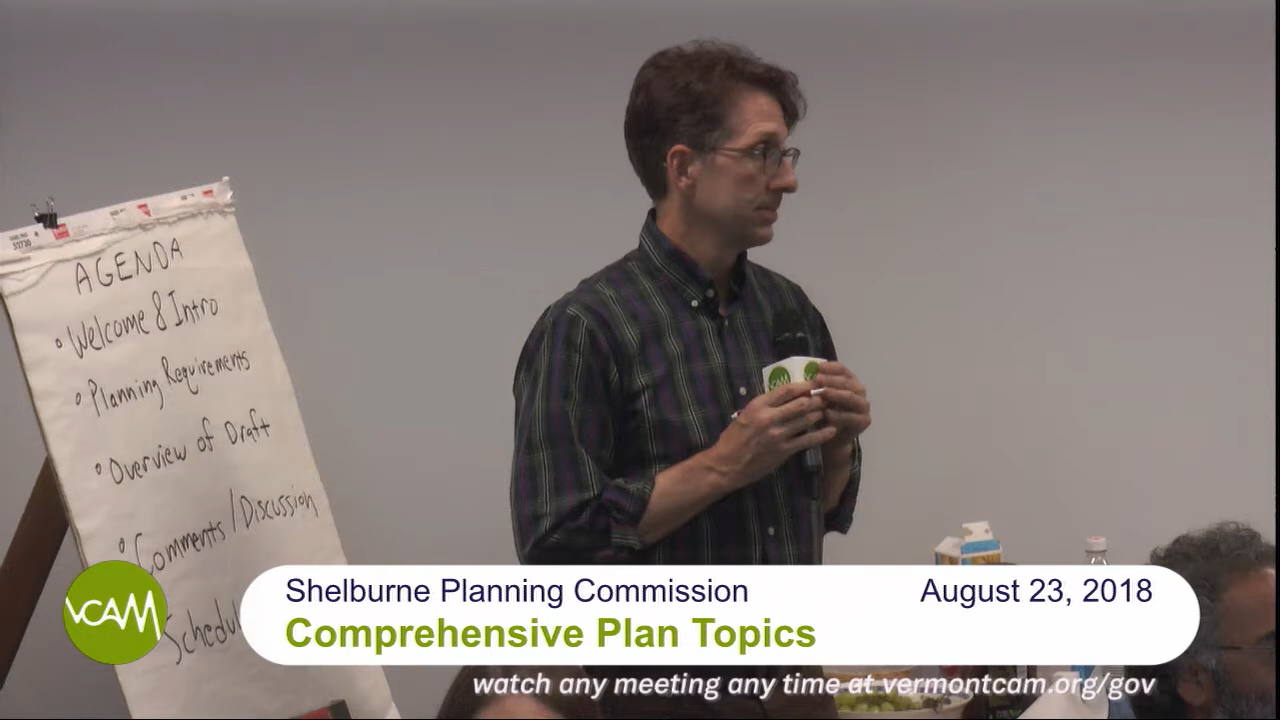 53730
AGENDA
° Welcome & Intro
° Planning Requirements
° Overview of Draft
° Comments / Discussion
VCAM
Shelburne Planning Commission August 23, 2018
Comprehensive Plan Topics
watch any meeting any time at vermontcam.org/gov